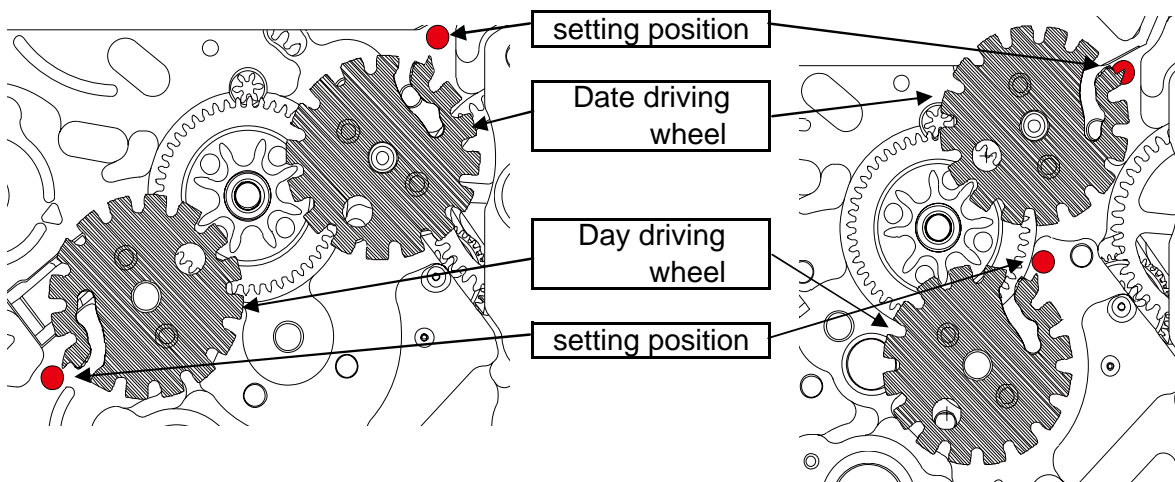 setting position
Date driving
wheel
Day driving
wheel
setting position